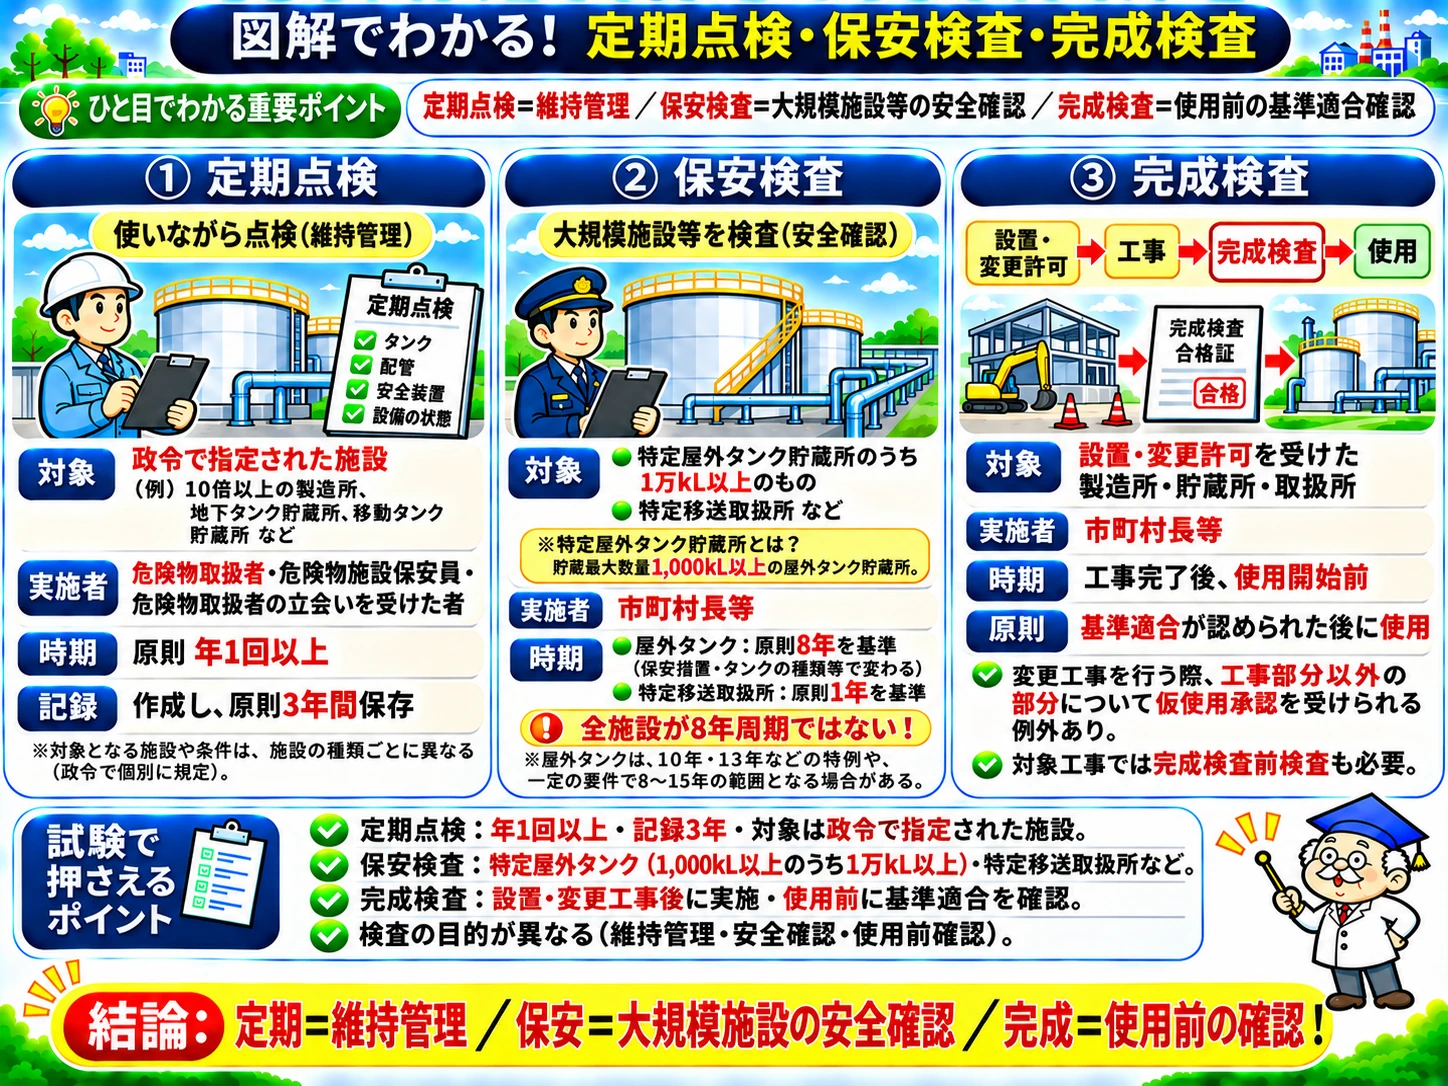 図解でわかる！ 定期点検・保安検査・完成検査
ひと目でわかる重要ポイント
定期点検＝維持管理 ／ 保安検査＝大規模施設等の安全確認 ／ 完成検査＝使用前の基準適合確認
① 定期点検
使いながら点検（維持管理）
定期点検
タンク
配管
安全装置
設備の状態
対象
政令で指定された施設
（例）10倍以上の製造所、
地下タンク貯蔵所、移動タンク
貯蔵所 など
実施者
危険物取扱者・危険物施設保安員・
危険物取扱者の立会いを受けた者
時期
原則 年1回以上
記録
作成し、原則3年間保存
※対象となる施設や条件は、施設の種類ごとに異なる
（政令で個別に規定）。
② 保安検査
大規模施設等を検査（安全確認）
対象
特定屋外タンク貯蔵所のうち
1万kL以上のもの
特定移送取扱所 など
※特定屋外タンク貯蔵所とは？
貯蔵最大数量1,000kL以上の屋外タンク貯蔵所。
実施者
市町村長等
時期
屋外タンク：原則8年を基準
（保安措置・タンクの種類等で変わる）
特定移送取扱所：原則1年を基準
全施設が8年周期ではない！
※屋外タンクは、10年・13年などの特例や、
一定の要件で8～15年の範囲となる場合がある。
③ 完成検査
設置・
変更許可
工事
完成検査
使用
完成検査
合格証
合格
対象
設置・変更許可を受けた
製造所・貯蔵所・取扱所
実施者
市町村長等
時期
工事完了後、使用開始前
原則
基準適合が認められた後に使用
変更工事を行う際、工事部分以外の
部分について仮使用承認を受けられる
例外あり。
対象工事では完成検査前検査も必要。
試験で
押さえる
ポイント
定期点検：年1回以上・記録3年・対象は政令で指定された施設。
保安検査：特定屋外タンク（1,000kL以上のうち1万kL以上）・特定移送取扱所など。
完成検査：設置・変更工事後に実施・使用前に基準適合を確認。
検査の目的が異なる（維持管理・安全確認・使用前確認）。
結論：
定期＝維持管理 ／ 保安＝大規模施設の安全確認 ／ 完成＝使用前の確認！